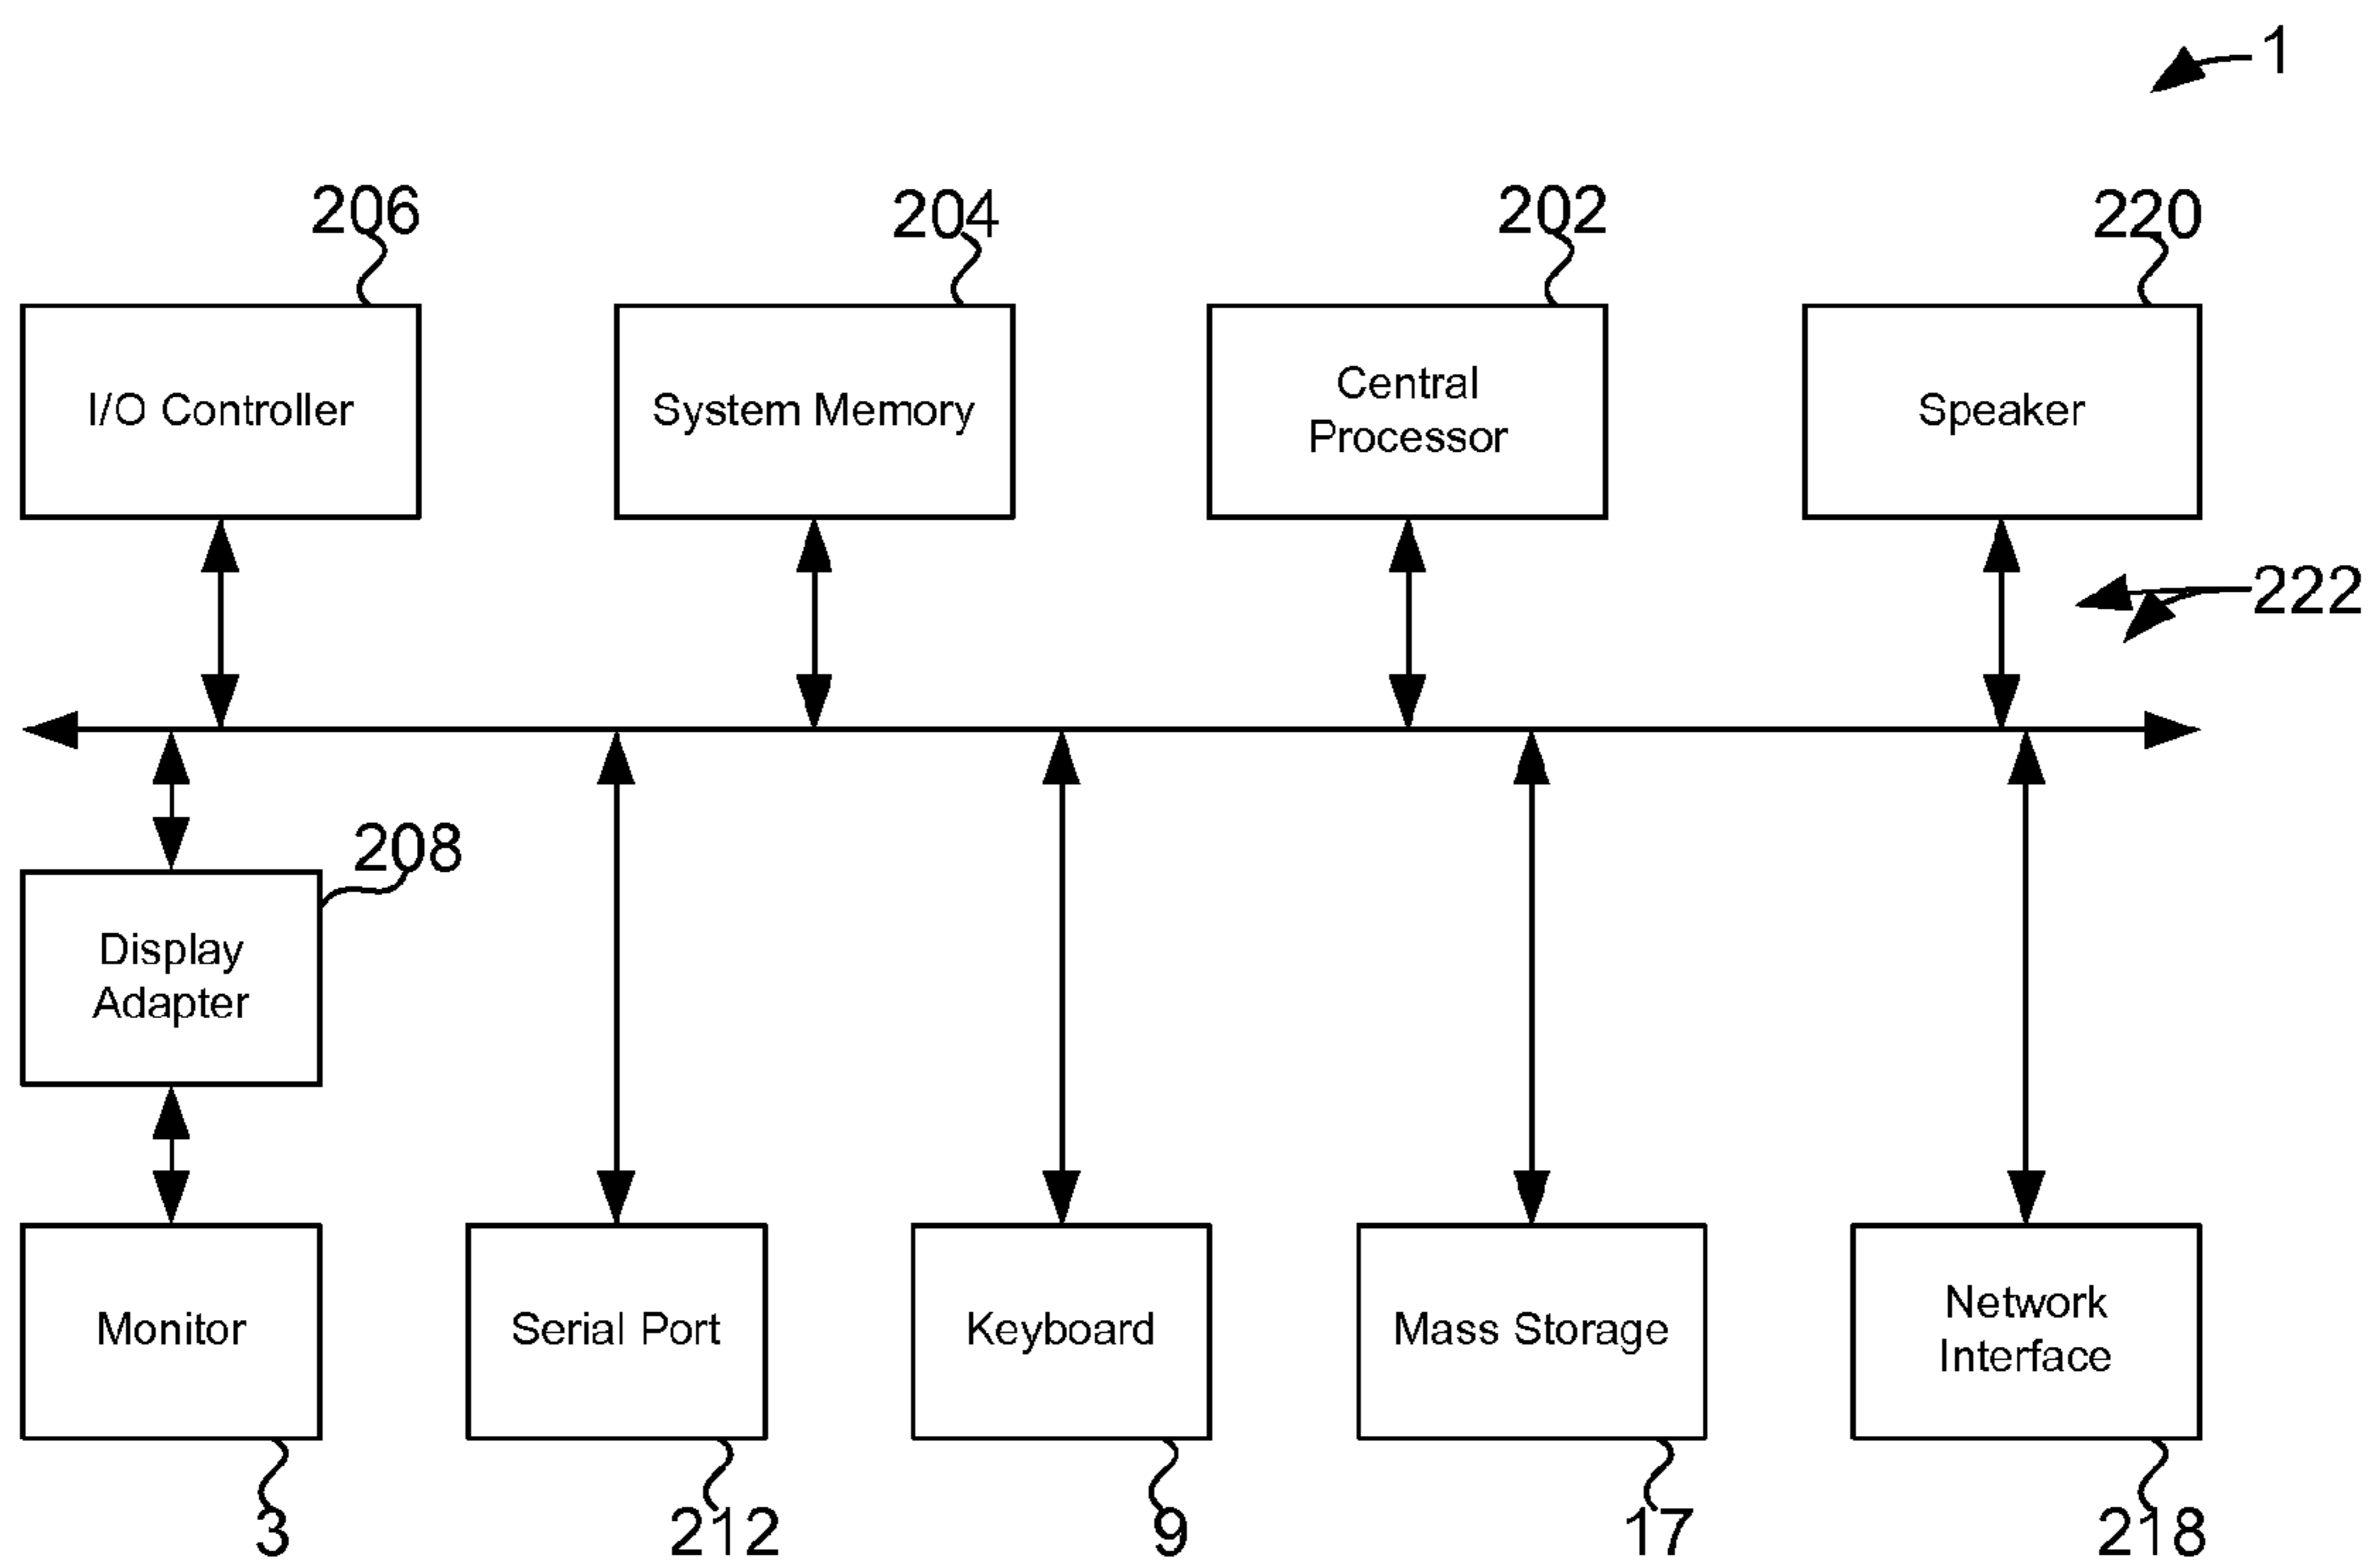 1
206
204
202
220
I/O Controller
System Memory
Central
Processor
Speaker
222
208
Display
Adapter
Monitor
Serial Port
Keyboard
Mass Storage
Network
Interface
3
212
9
17
218